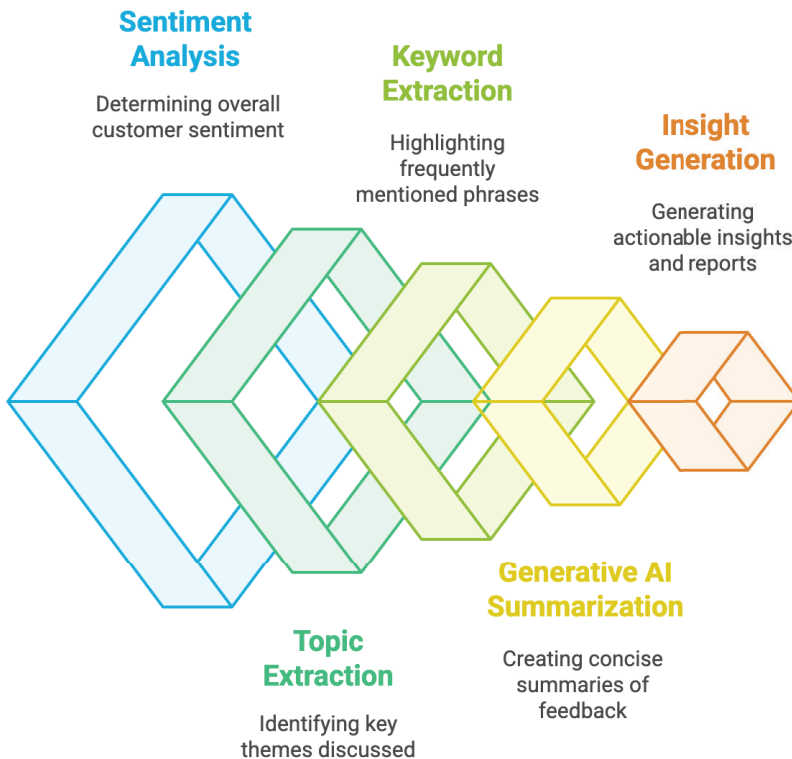 Sentiment
Analysis
Determining overall
customer sentiment
Keyword
Extraction
Highlighting
frequently
mentioned phrases
Insight
Generation
Generating
actionable insights
and reports
Topic
Extraction
Identifying key
themes discussed
Generative AI
Summarization
Creating concise
summaries of
feedback